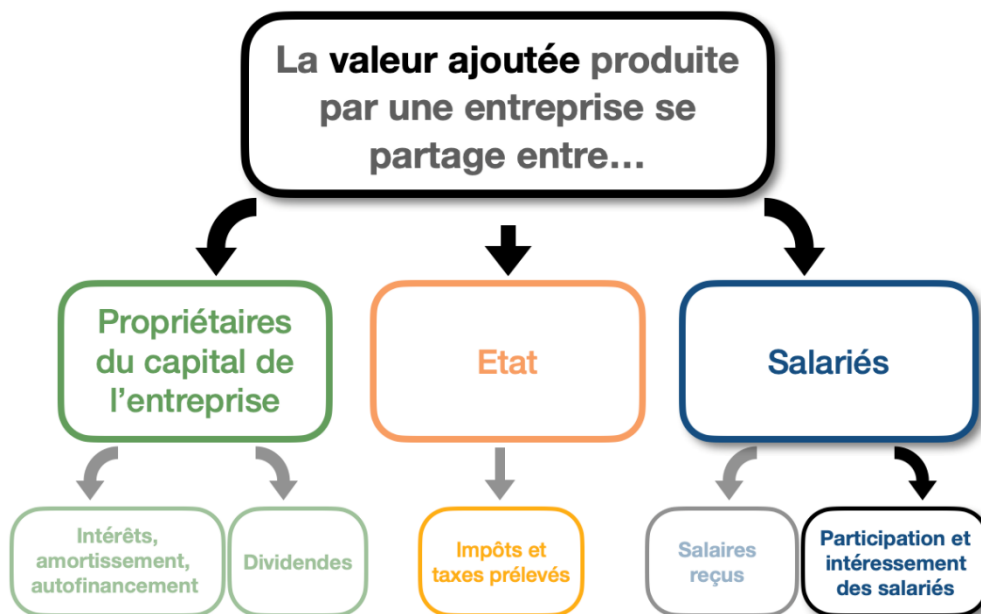 La valeur ajoutée produite
par une entreprise se
partage entre…
Propriétaires
du capital de
l’entreprise
Etat
Salariés
Intérêts,
amortissement,
autofinancement
Dividendes
Impôts et
taxes prélevés
Salaires
reçus
Participation et
intéressement
des salariés